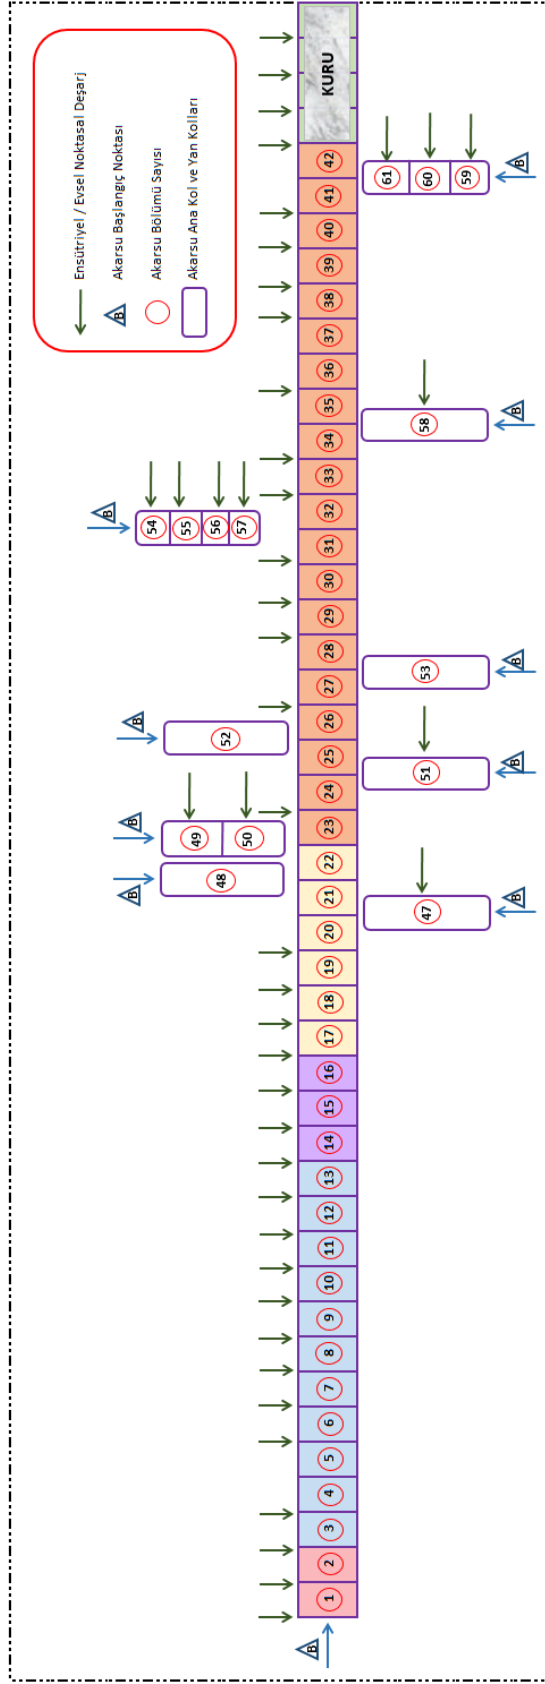 Ensütriyel / Evsel Noktasal Deşarj
B Akarsu Başlangıç Noktası
Akarsu Bölümü Sayısı
Akarsu Ana Kol ve Yan Kolları
B B B B
54
55
56
57
48 49 52
50
B 1 2 3 4 5 6 7 8 9 10 11 12 13 14 15 16 17 18 19 20 21 22 23 24 25 26 27 28 29 30 31 32 33 34 35 36 37 38 39 40 41 42 KURU
61
60
59
47 51 53 58
B B B B B